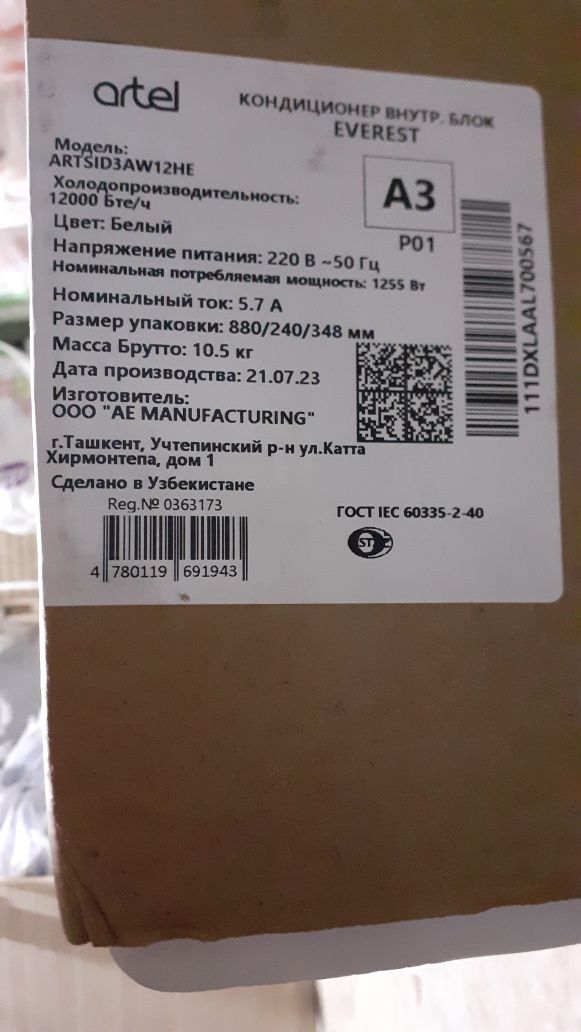 artel
КОНДИЦИОНЕР ВНУТР. БЛОК
EVEREST
Модель:
ARTSID3AW12HE
Холодопроизводительность:
12000 Бте/ч
A3
P01
Цвет: Белый
Напряжение питания: 220 В ~50 Гц
Номинальная потребляемая мощность: 1255 Вт
Номинальный ток: 5.7 А
Размер упаковки: 880/240/348 мм
Масса Брутто: 10.5 кг
Дата производства: 21.07.23
Изготовитель:
ООО "AE MANUFACTURING"
г.Ташкент, Учтепинский р-н ул.Катта
Хирмонтепа, дом 1
Сделано в Узбекистане
Reg.№ 0363173
4 780119 691943
ГОСТ IEC 60335-2-40
ST
111DXLAAL700567